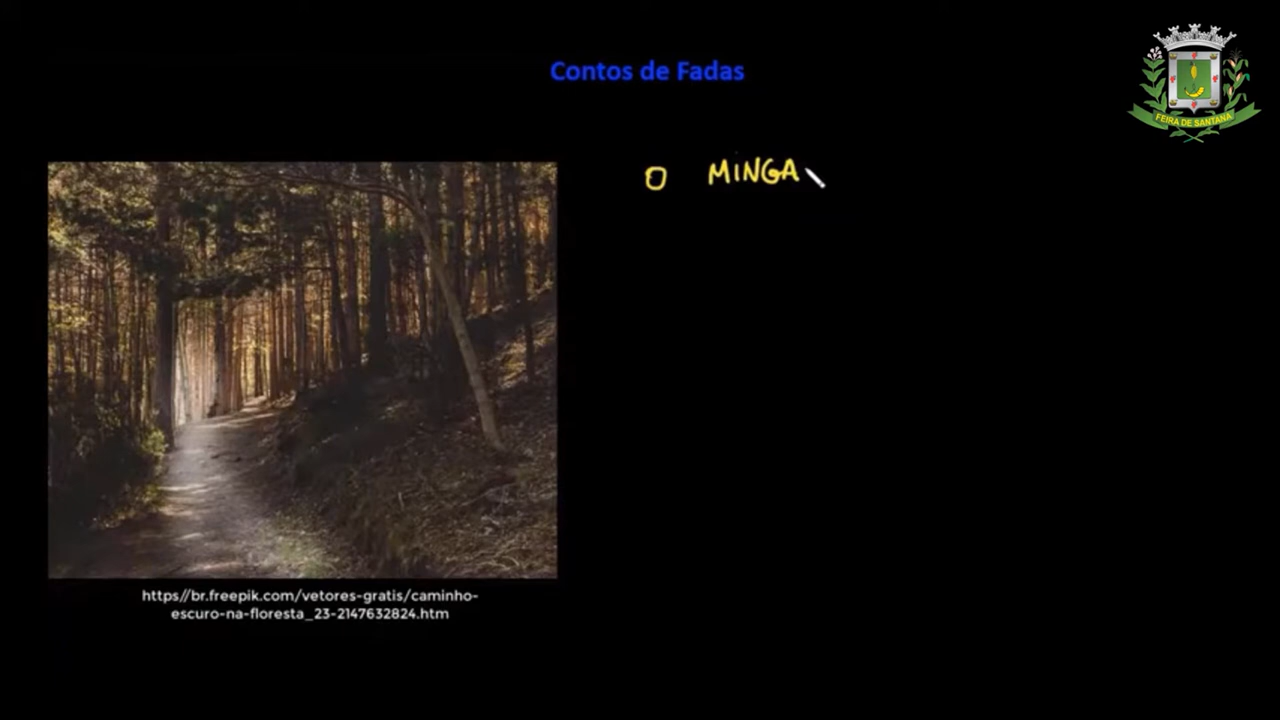 Contos de Fadas
FEIRA DE SANTANA
O MINGA
https//br.freepik.com/vetores-gratis/caminho-
escuro-na-floresta_23-2147632824.htm